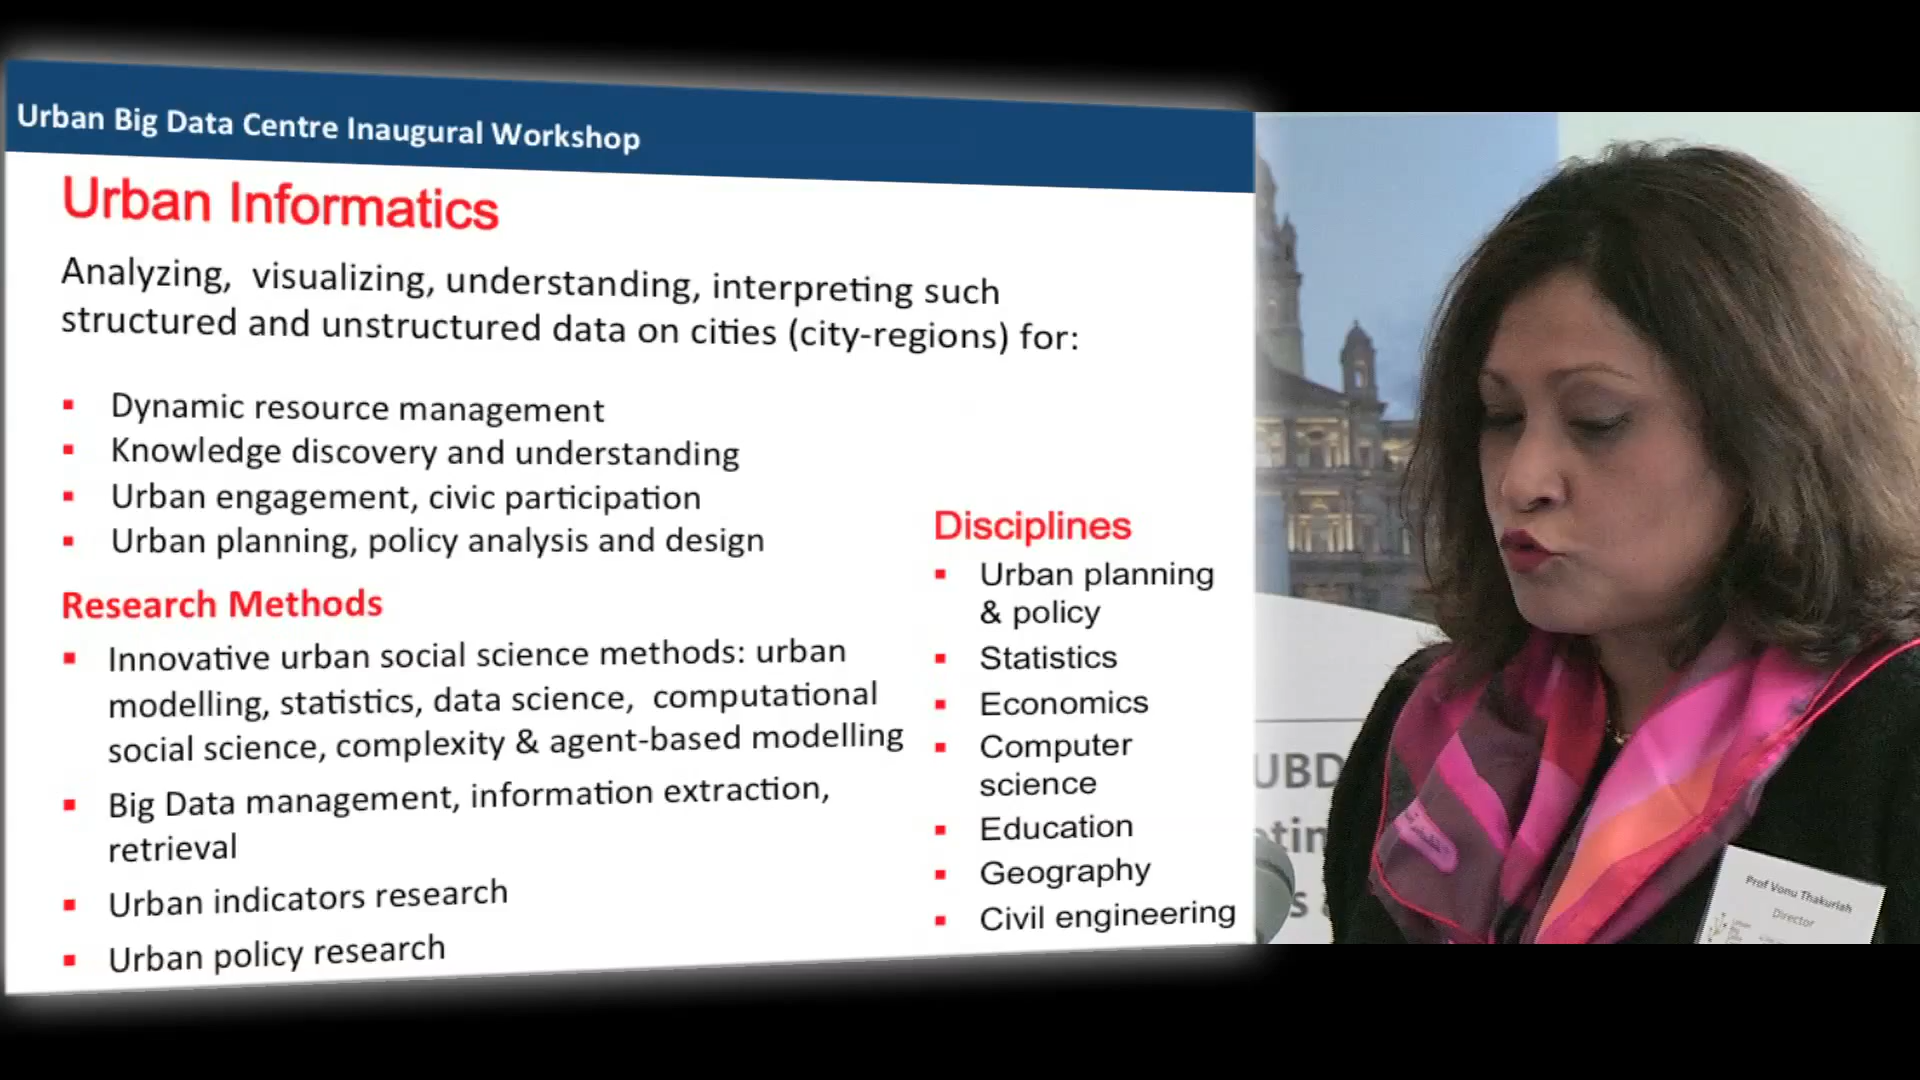 Urban Big Data Centre Inaugural Workshop
Urban Informatics
Analyzing, visualizing, understanding, interpreting such
structured and unstructured data on cities (city-regions) for:
Dynamic resource management
Knowledge discovery and understanding
Urban engagement, civic participation
Urban planning, policy analysis and design
Research Methods
Innovative urban social science methods: urban
modelling, statistics, data science, computational
social science, complexity & agent-based modelling
Big Data management, information extraction,
retrieval
Urban indicators research
Urban policy research
Disciplines
Urban planning
& policy
Statistics
Economics
Computer
science
Education
Geography
Civil engineering
UBD
Prof Vonu Thakuriah
Director